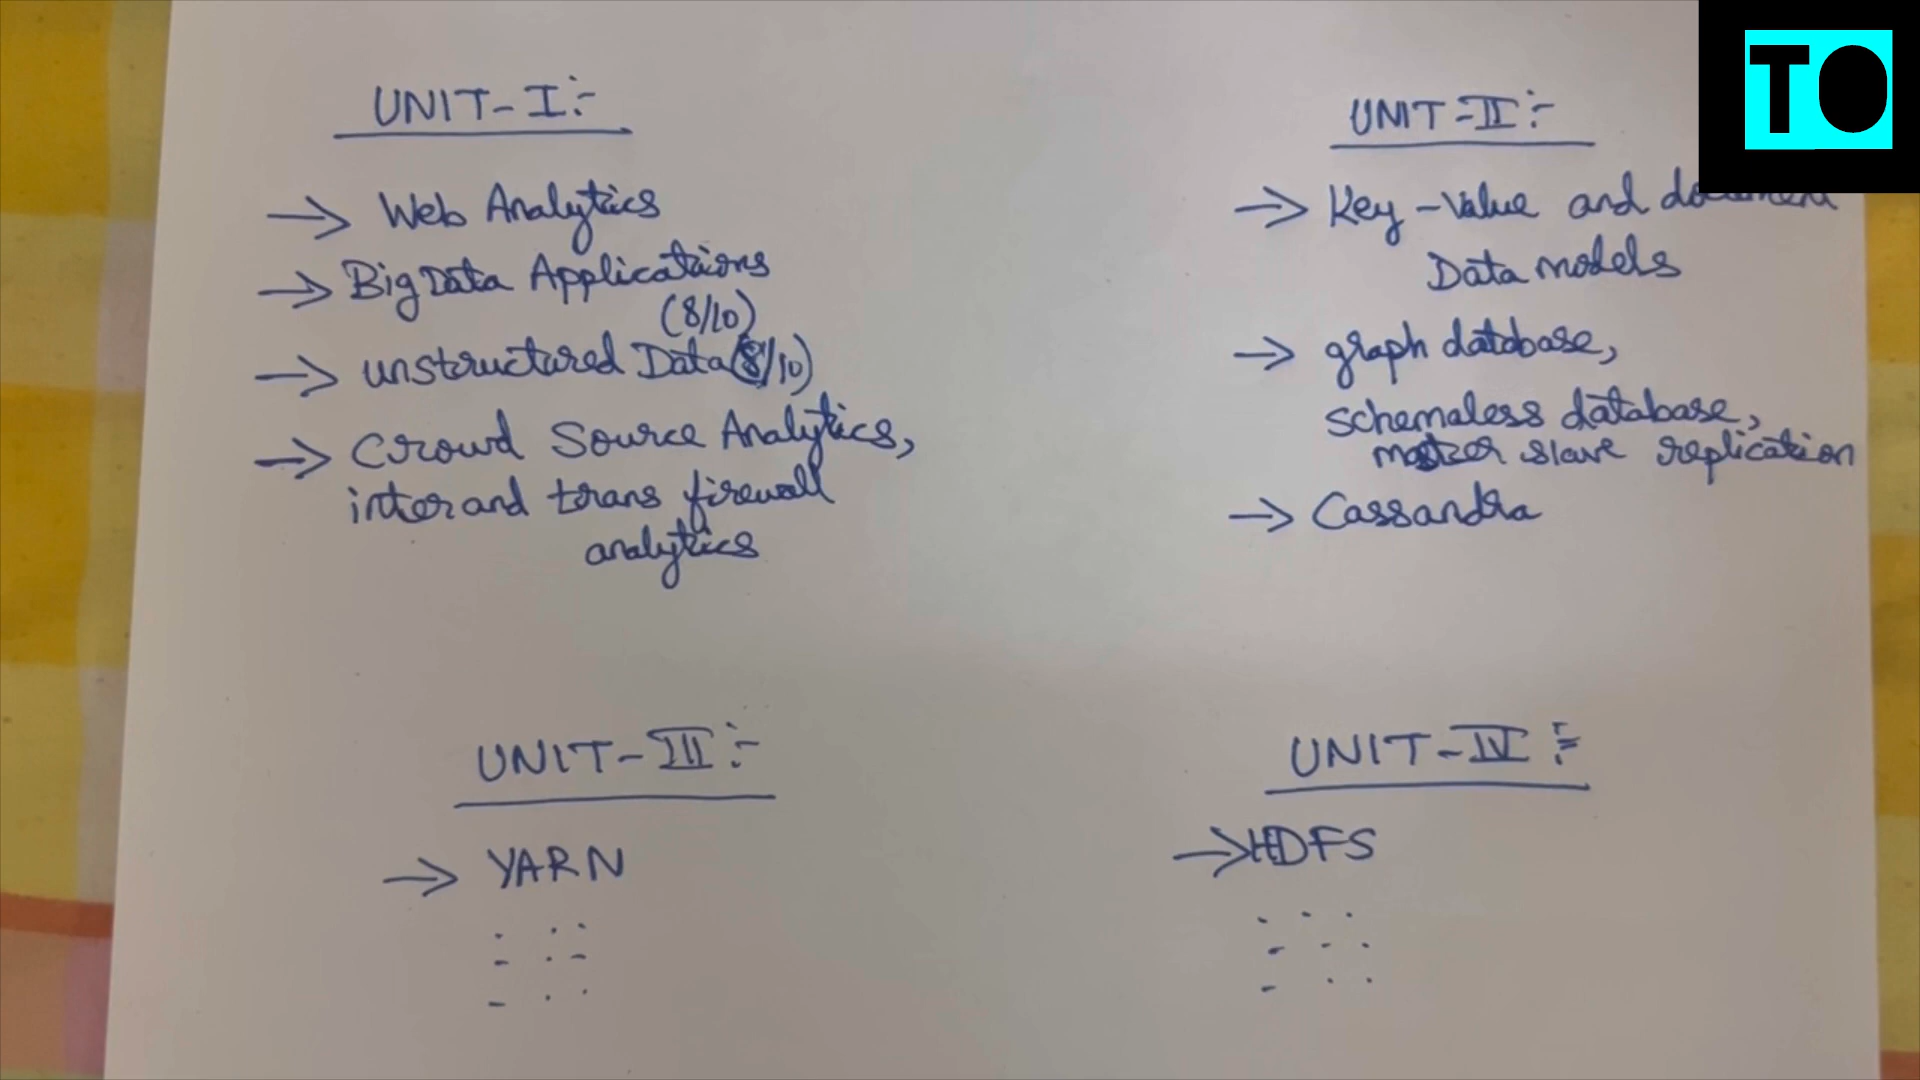 UNIT-I:-
→ Web Analytics
→ Big Data Applications
(8/10)
→ unstructured Data (8/10)
→ Crowd Source Analytics,
inter and trans firewall
analytics
UNIT-II:-
→ Key-Value and document
Data models
→ graph database,
schemaless database,
master slave replication
→ Cassandra
UNIT-III:-
→ YARN
UNIT-IV:-
→ HDFS
TO